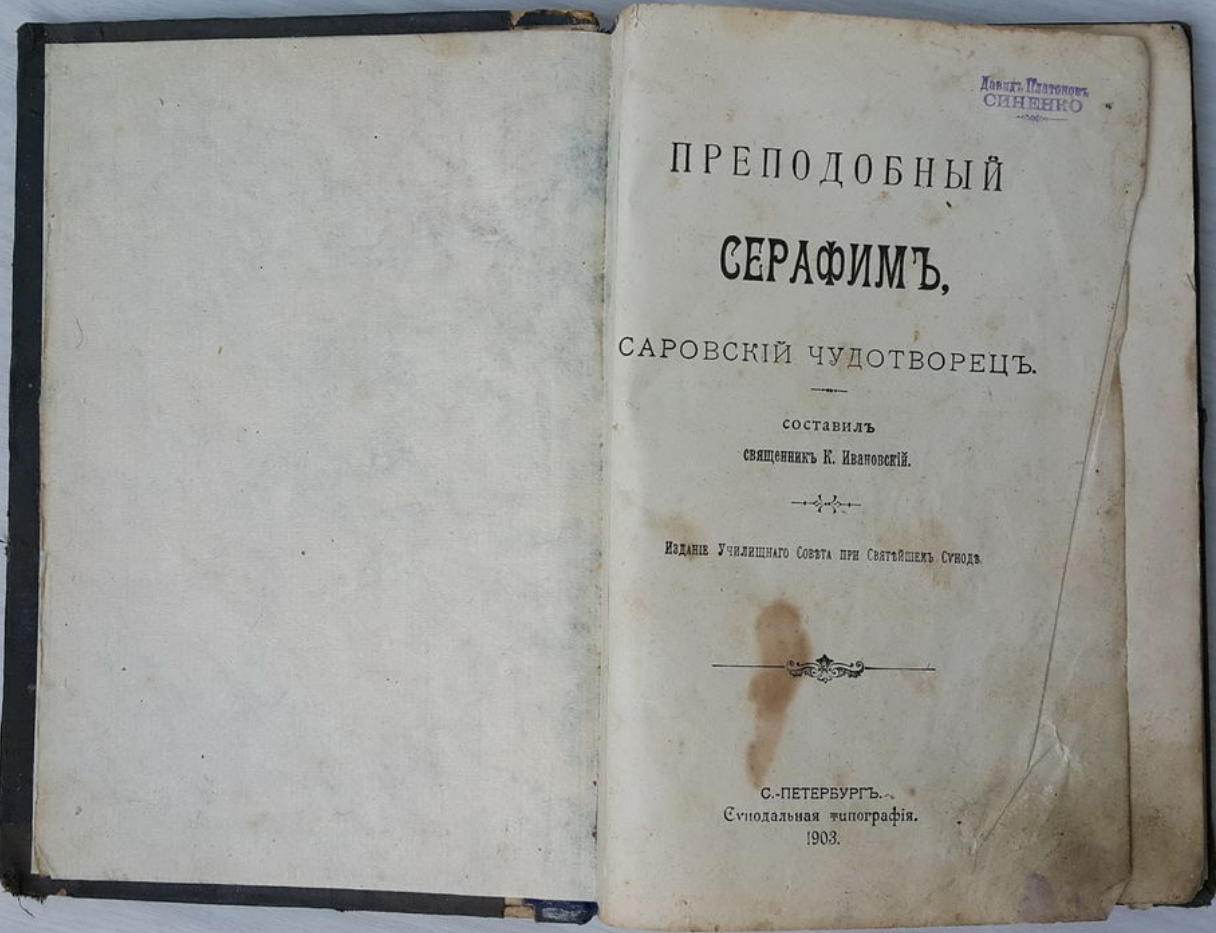 Давидъ Платоновъ
СИНЕНКО
ПРЕПОДОБНЫЙ
СЕРАФИМЪ,
САРОВСКІЙ ЧУДОТВОРЕЦЪ.
СОСТАВИЛЪ
СВЯЩЕННИКЪ К. ИВАНОВСКІЙ.
ИЗДАНІЕ УЧИЛИЩНАГО СОВѢТА ПРИ СВЯТѢЙШЕМЪ СѴНОДѢ.
С.-ПЕТЕРБУРГЪ.
Сѵнодальная типографія.
1903.